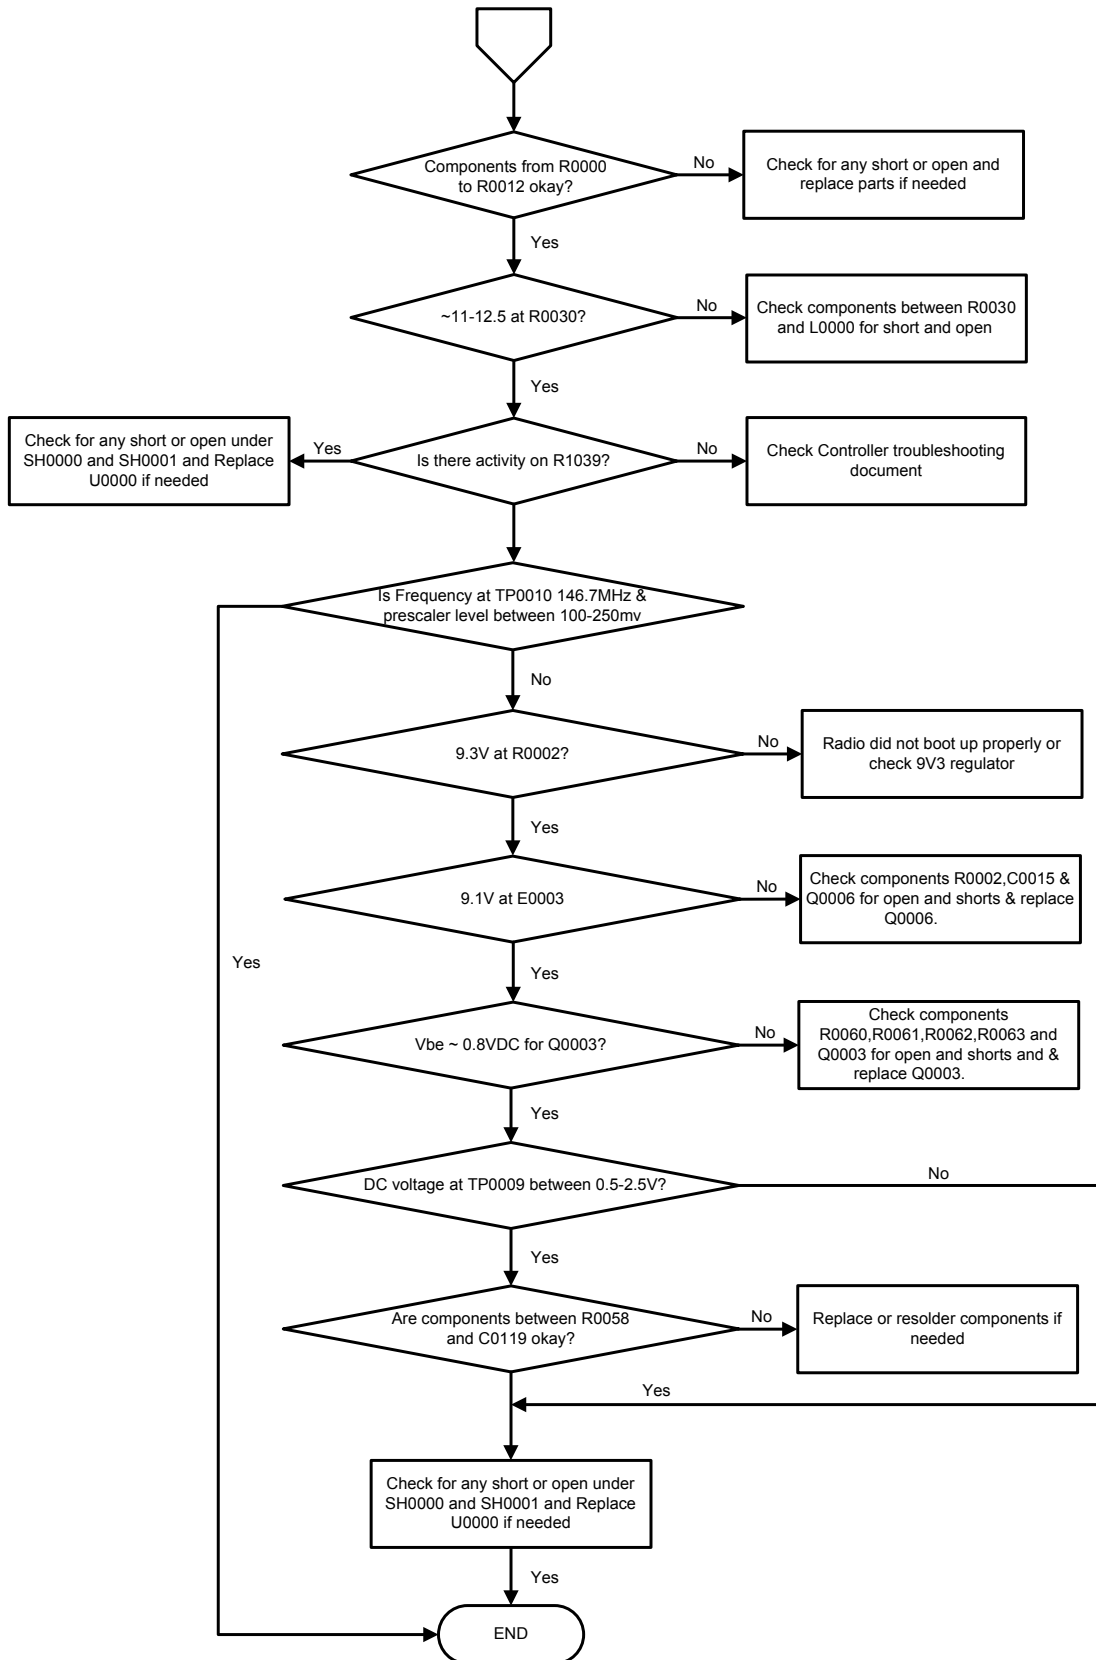 Components from R0000
to R0012 okay?
No
Check for any short or open and
replace parts if needed
Yes
~11-12.5 at R0030?
No
Check components between R0030
and L0000 for short and open
Yes
Check for any short or open under
SH0000 and SH0001 and Replace
U0000 if needed
Yes
Is there activity on R1039?
No
Check Controller troubleshooting
document
Is Frequency at TP0010 146.7MHz &
prescaler level between 100-250mv
No
9.3V at R0002?
No
Radio did not boot up properly or
check 9V3 regulator
Yes
9.1V at E0003
No
Check components R0002,C0015 &
Q0006 for open and shorts & replace
Q0006.
Yes
Yes
Vbe ~ 0.8VDC for Q0003?
No
Check components
R0060,R0061,R0062,R0063 and
Q0003 for open and shorts and &
replace Q0003.
Yes
DC voltage at TP0009 between 0.5-2.5V?
No
Yes
Are components between R0058
and C0119 okay?
No
Replace or resolder components if
needed
Yes
Check for any short or open under
SH0000 and SH0001 and Replace
U0000 if needed
Yes
END